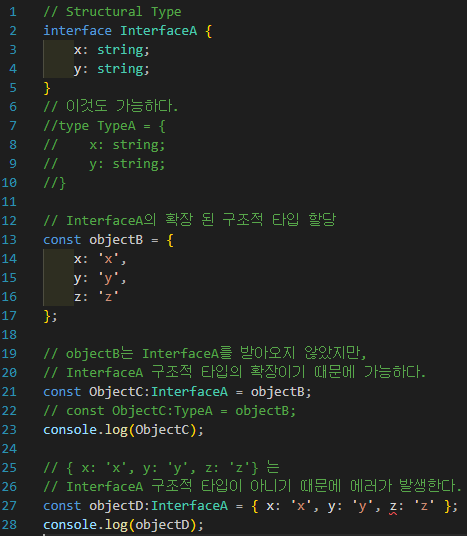 1 // Structural Type
2 interface InterfaceA {
3     x: string;
4     y: string;
5 }
6 // 이것도 가능하다.
7 //type TypeA = {
8 //    x: string;
9 //    y: string;
10 //}
11
12 // InterfaceA의 확장 된 구조적 타입 할당
13 const objectB = {
14     x: 'x',
15     y: 'y',
16     z: 'z'
17 };
18
19 // objectB는 InterfaceA를 받아오지 않았지만,
20 // InterfaceA 구조적 타입의 확장이기 때문에 가능하다.
21 const ObjectC:InterfaceA = objectB;
22 // const ObjectC:TypeA = objectB;
23 console.log(ObjectC);
24
25 // { x: 'x', y: 'y', z: 'z'} 는
26 // InterfaceA 구조적 타입이 아니기 때문에 에러가 발생한다.
27 const objectD:InterfaceA = { x: 'x', y: 'y', z: 'z' };
28 console.log(objectD);